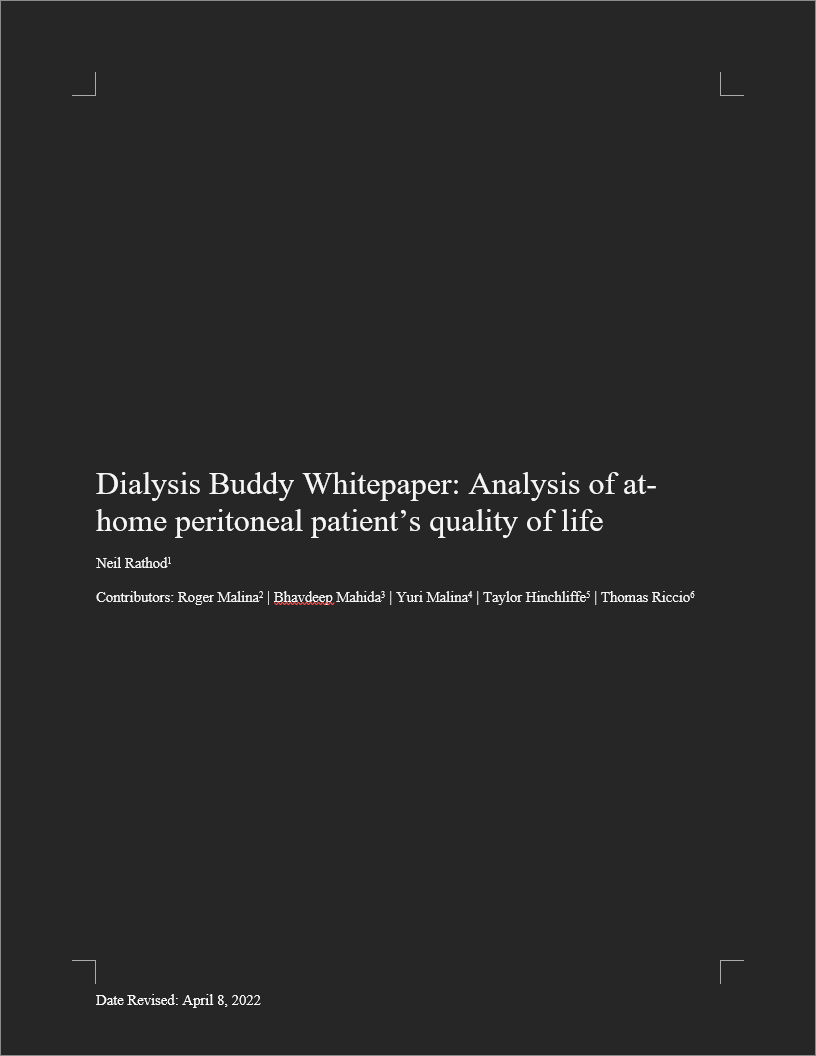 Dialysis Buddy Whitepaper: Analysis of at-
home peritoneal patient’s quality of life
Neil Rathod¹
Contributors: Roger Malina² | Bhavdeep Mahida³ | Yuri Malina⁴ | Taylor Hinchliffe⁵ | Thomas Riccio⁶
Date Revised: April 8, 2022